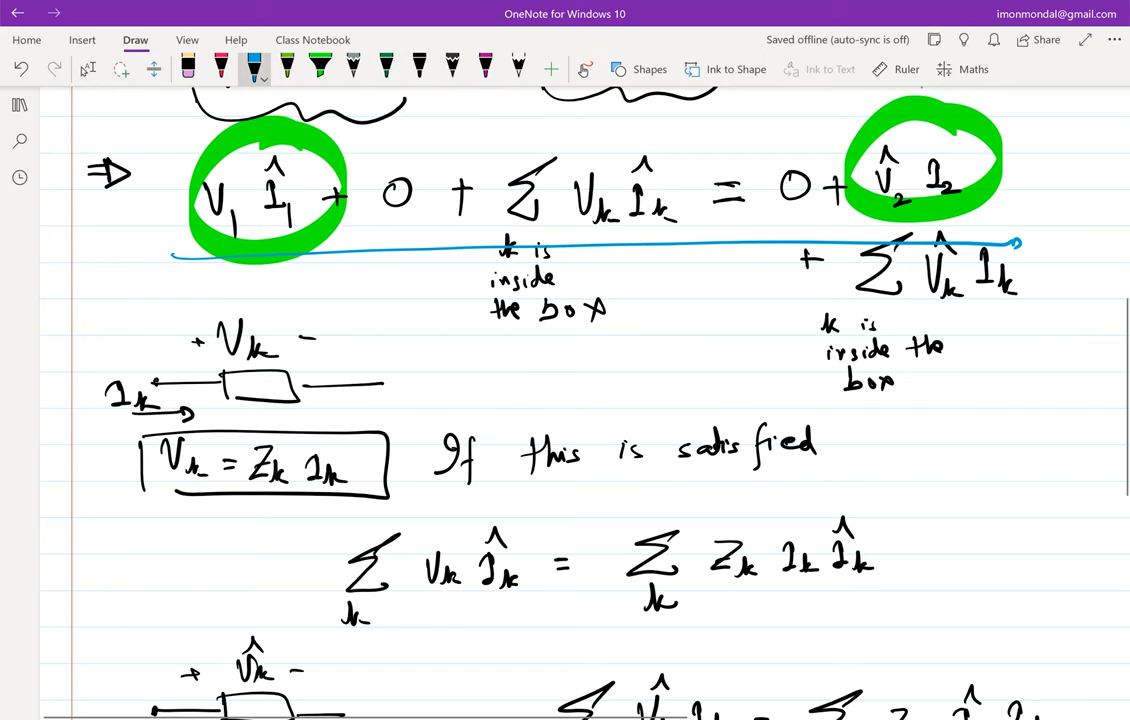 OneNote for Windows 10
imonmondal@gmail.com
Home Insert Draw View Help Class Notebook
Saved offline (auto-sync is off) Share
Shapes Ink to Shape Ink to Text Ruler Maths
⇒ V₁ Î₁ + 0 + ∑ Vₖ Îₖ = 0 + V̂₂ I₂
k is
inside
the box
+ ∑ V̂ₖ Iₖ
k is
inside the
box
+ Vₖ −
Iₖ →
Vₖ = Zₖ Iₖ If this is satisfied
∑ₖ Vₖ Îₖ = ∑ₖ Zₖ Iₖ Îₖ
+ V̂ₖ −